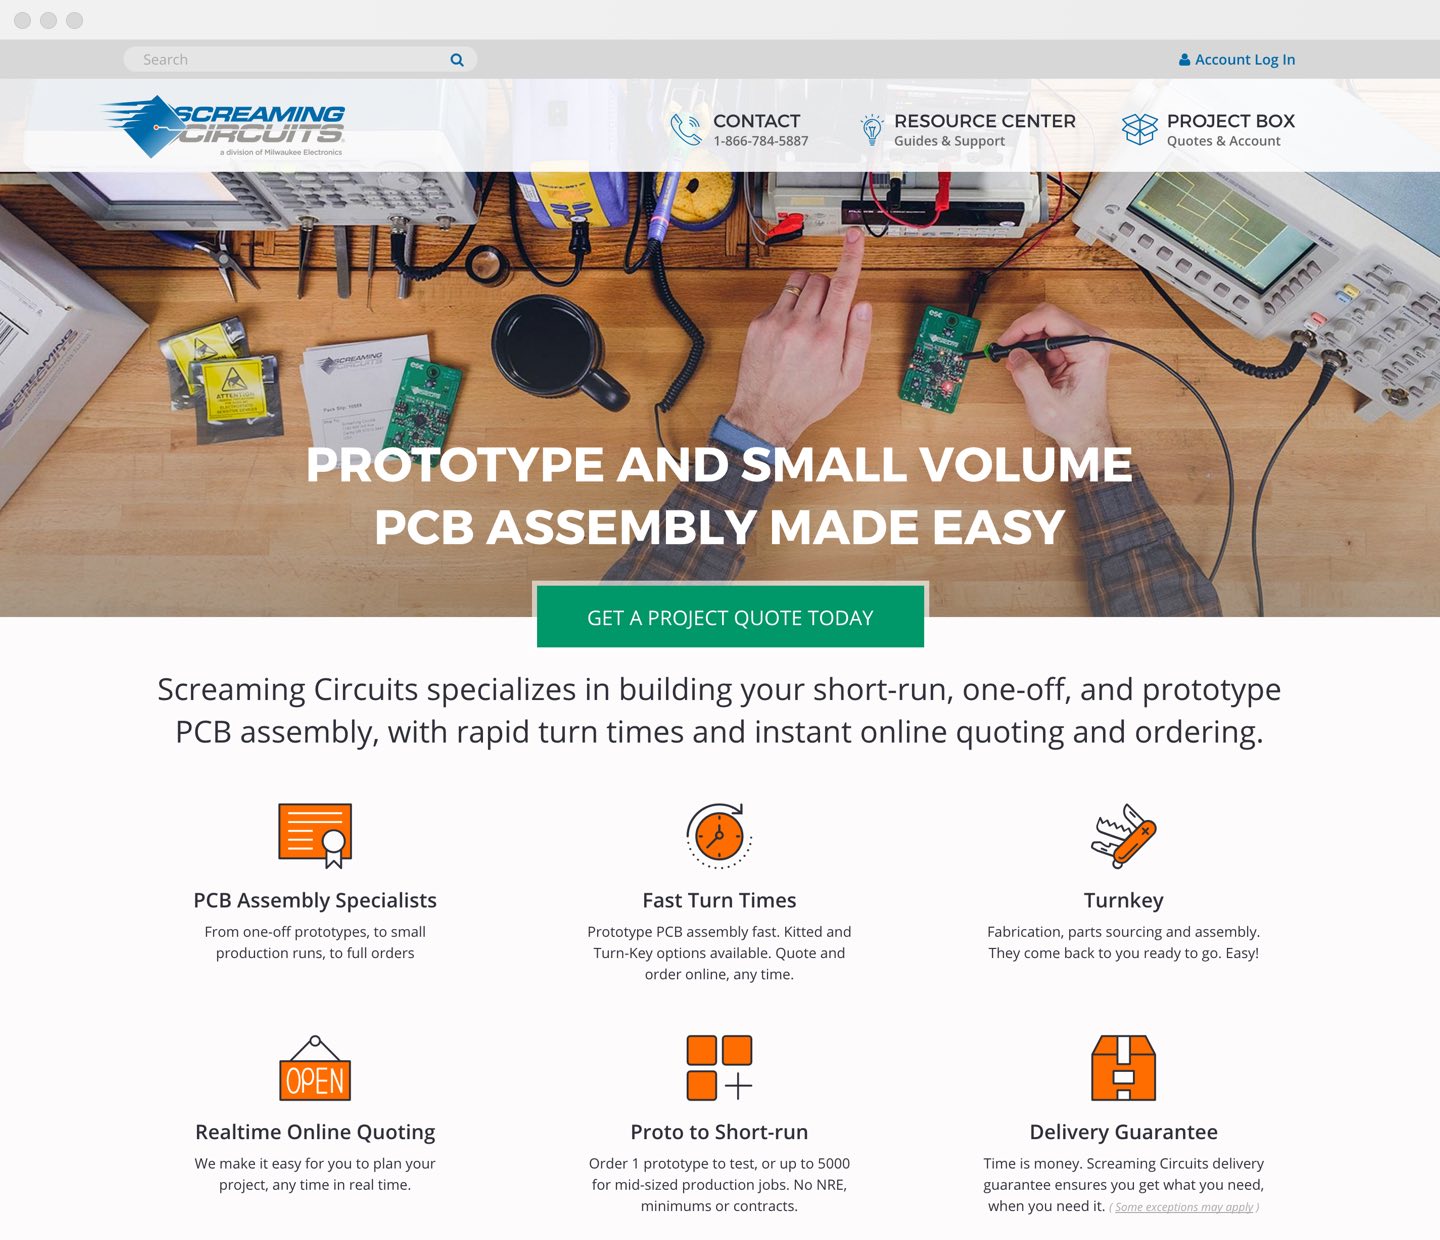 Search
Account Log In
SCREAMING
CIRCUITS
a division of Milwaukee Electronics
CONTACT
1-866-784-5887
RESOURCE CENTER
Guides & Support
PROJECT BOX
Quotes & Account
SCREAMING
CIRCUITS
ATTENTION
esc
esc
PROTOTYPE AND SMALL VOLUME
PCB ASSEMBLY MADE EASY
GET A PROJECT QUOTE TODAY
Screaming Circuits specializes in building your short-run, one-off, and prototype
PCB assembly, with rapid turn times and instant online quoting and ordering.
PCB Assembly Specialists
From one-off prototypes, to small
production runs, to full orders
Fast Turn Times
Prototype PCB assembly fast. Kitted and
Turn-Key options available. Quote and
order online, any time.
Turnkey
Fabrication, parts sourcing and assembly.
They come back to you ready to go. Easy!
OPEN
Realtime Online Quoting
We make it easy for you to plan your
project, any time in real time.
Proto to Short-run
Order 1 prototype to test, or up to 5000
for mid-sized production jobs. No NRE,
minimums or contracts.
Delivery Guarantee
Time is money. Screaming Circuits delivery
guarantee ensures you get what you need,
when you need it. ( Some exceptions may apply )